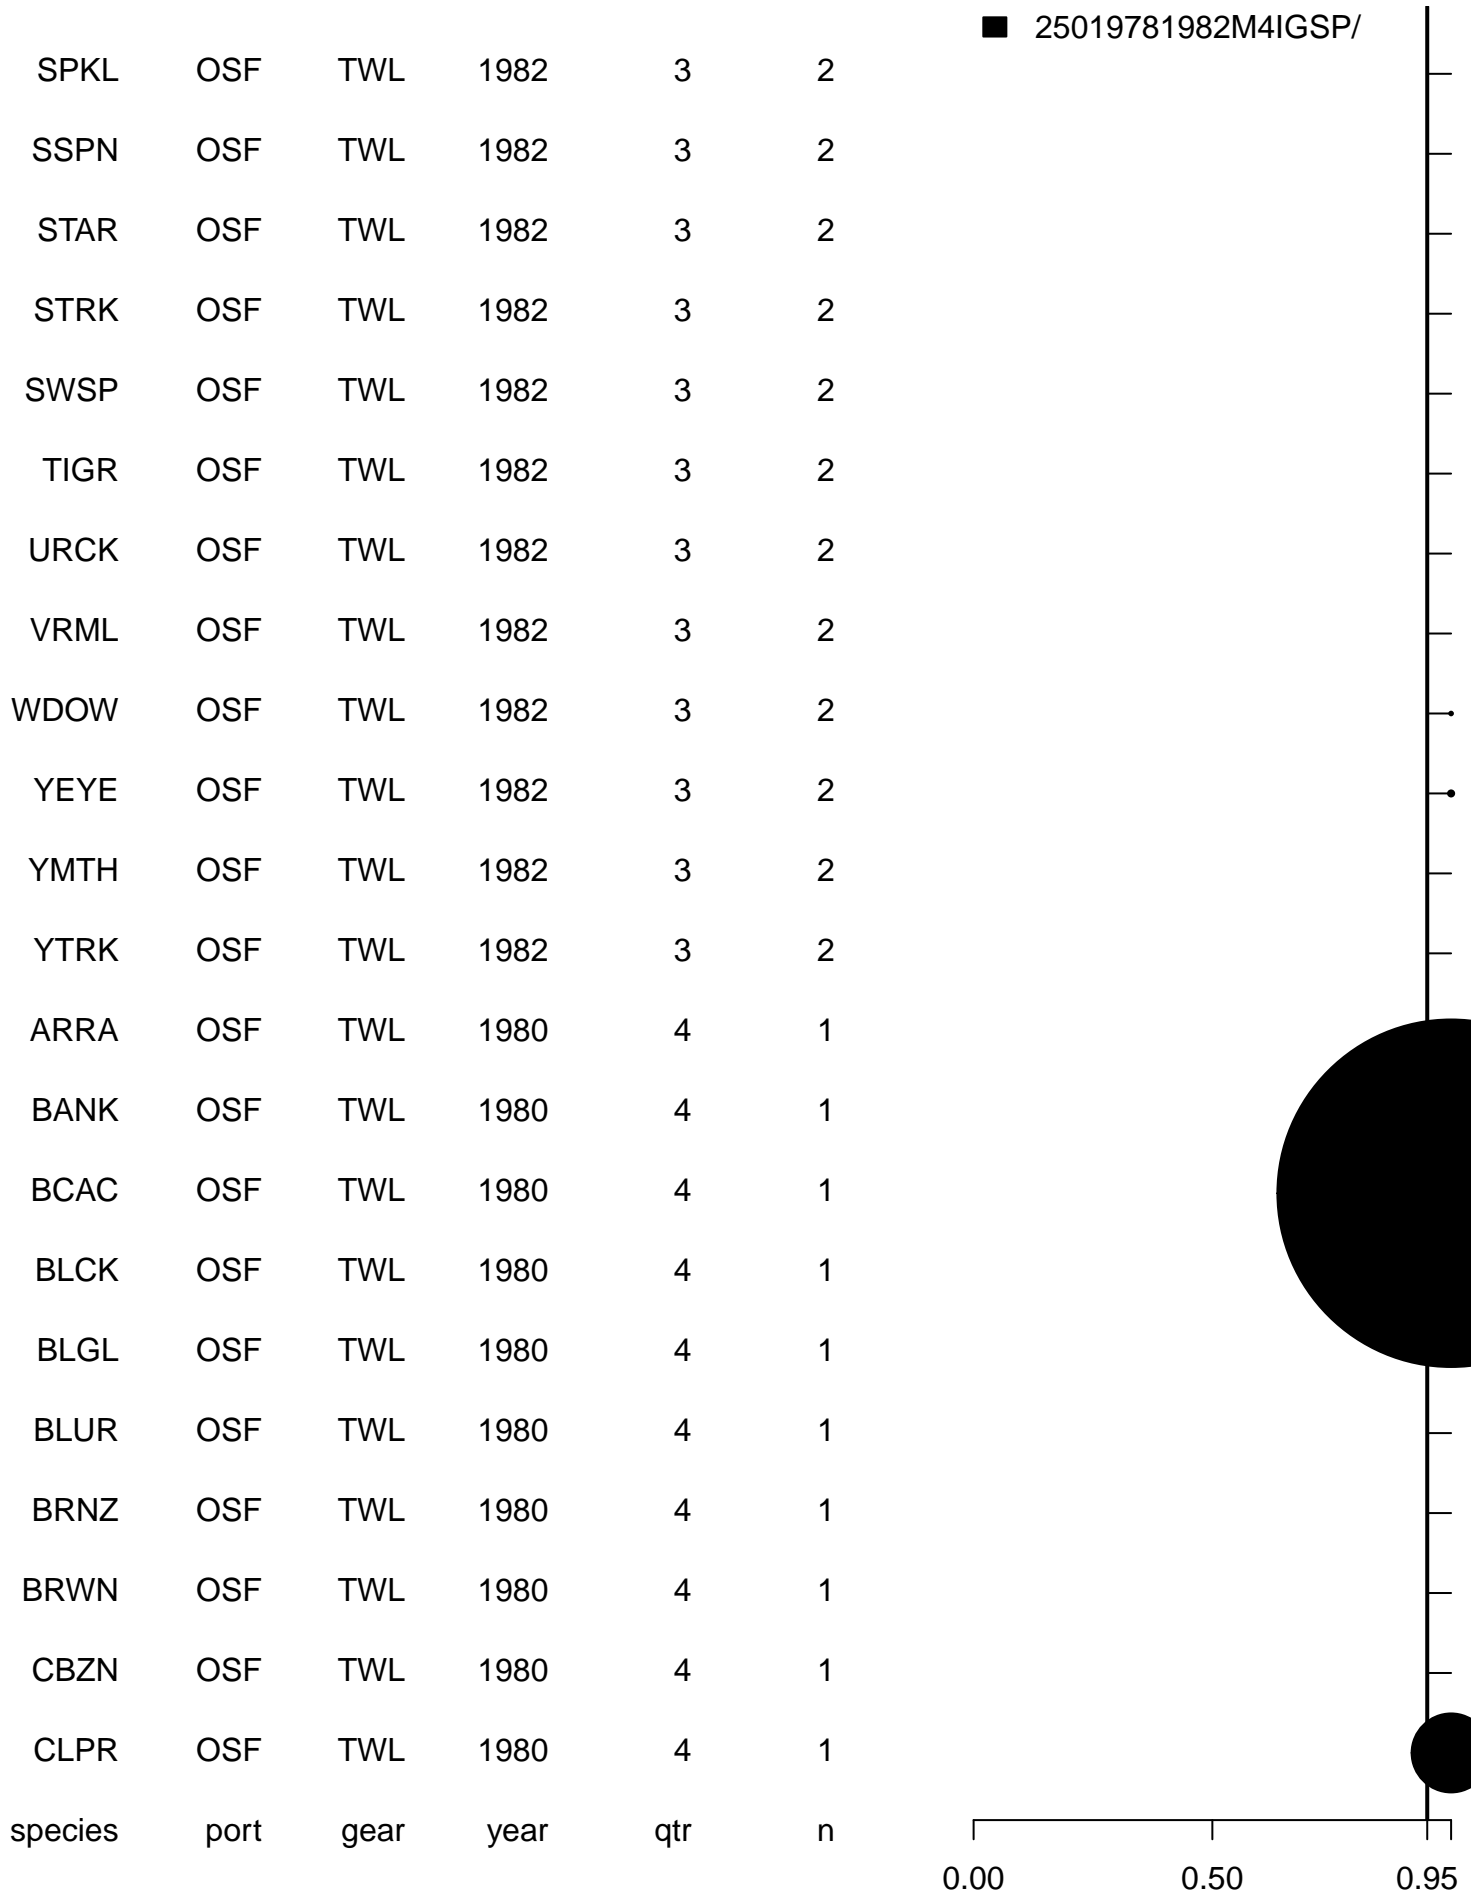 25019781982M4IGSP/
SPKL OSF TWL 1982 3 2
SSPN OSF TWL 1982 3 2
STAR OSF TWL 1982 3 2
STRK OSF TWL 1982 3 2
SWSP OSF TWL 1982 3 2
TIGR OSF TWL 1982 3 2
URCK OSF TWL 1982 3 2
VRML OSF TWL 1982 3 2
WDOW OSF TWL 1982 3 2
YEYE OSF TWL 1982 3 2
YMTH OSF TWL 1982 3 2
YTRK OSF TWL 1982 3 2
ARRA OSF TWL 1980 4 1
BANK OSF TWL 1980 4 1
BCAC OSF TWL 1980 4 1
BLCK OSF TWL 1980 4 1
BLGL OSF TWL 1980 4 1
BLUR OSF TWL 1980 4 1
BRNZ OSF TWL 1980 4 1
BRWN OSF TWL 1980 4 1
CBZN OSF TWL 1980 4 1
CLPR OSF TWL 1980 4 1
species port gear year qtr n
0.00 0.50 0.95